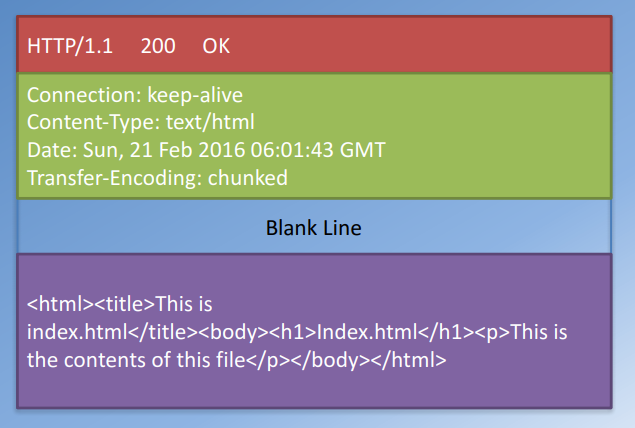 HTTP/1.1 200 OK
Connection: keep-alive
Content-Type: text/html
Date: Sun, 21 Feb 2016 06:01:43 GMT
Transfer-Encoding: chunked
Blank Line
<html><title>This is
index.html</title><body><h1>Index.html</h1><p>This is
the contents of this file</p></body></html>